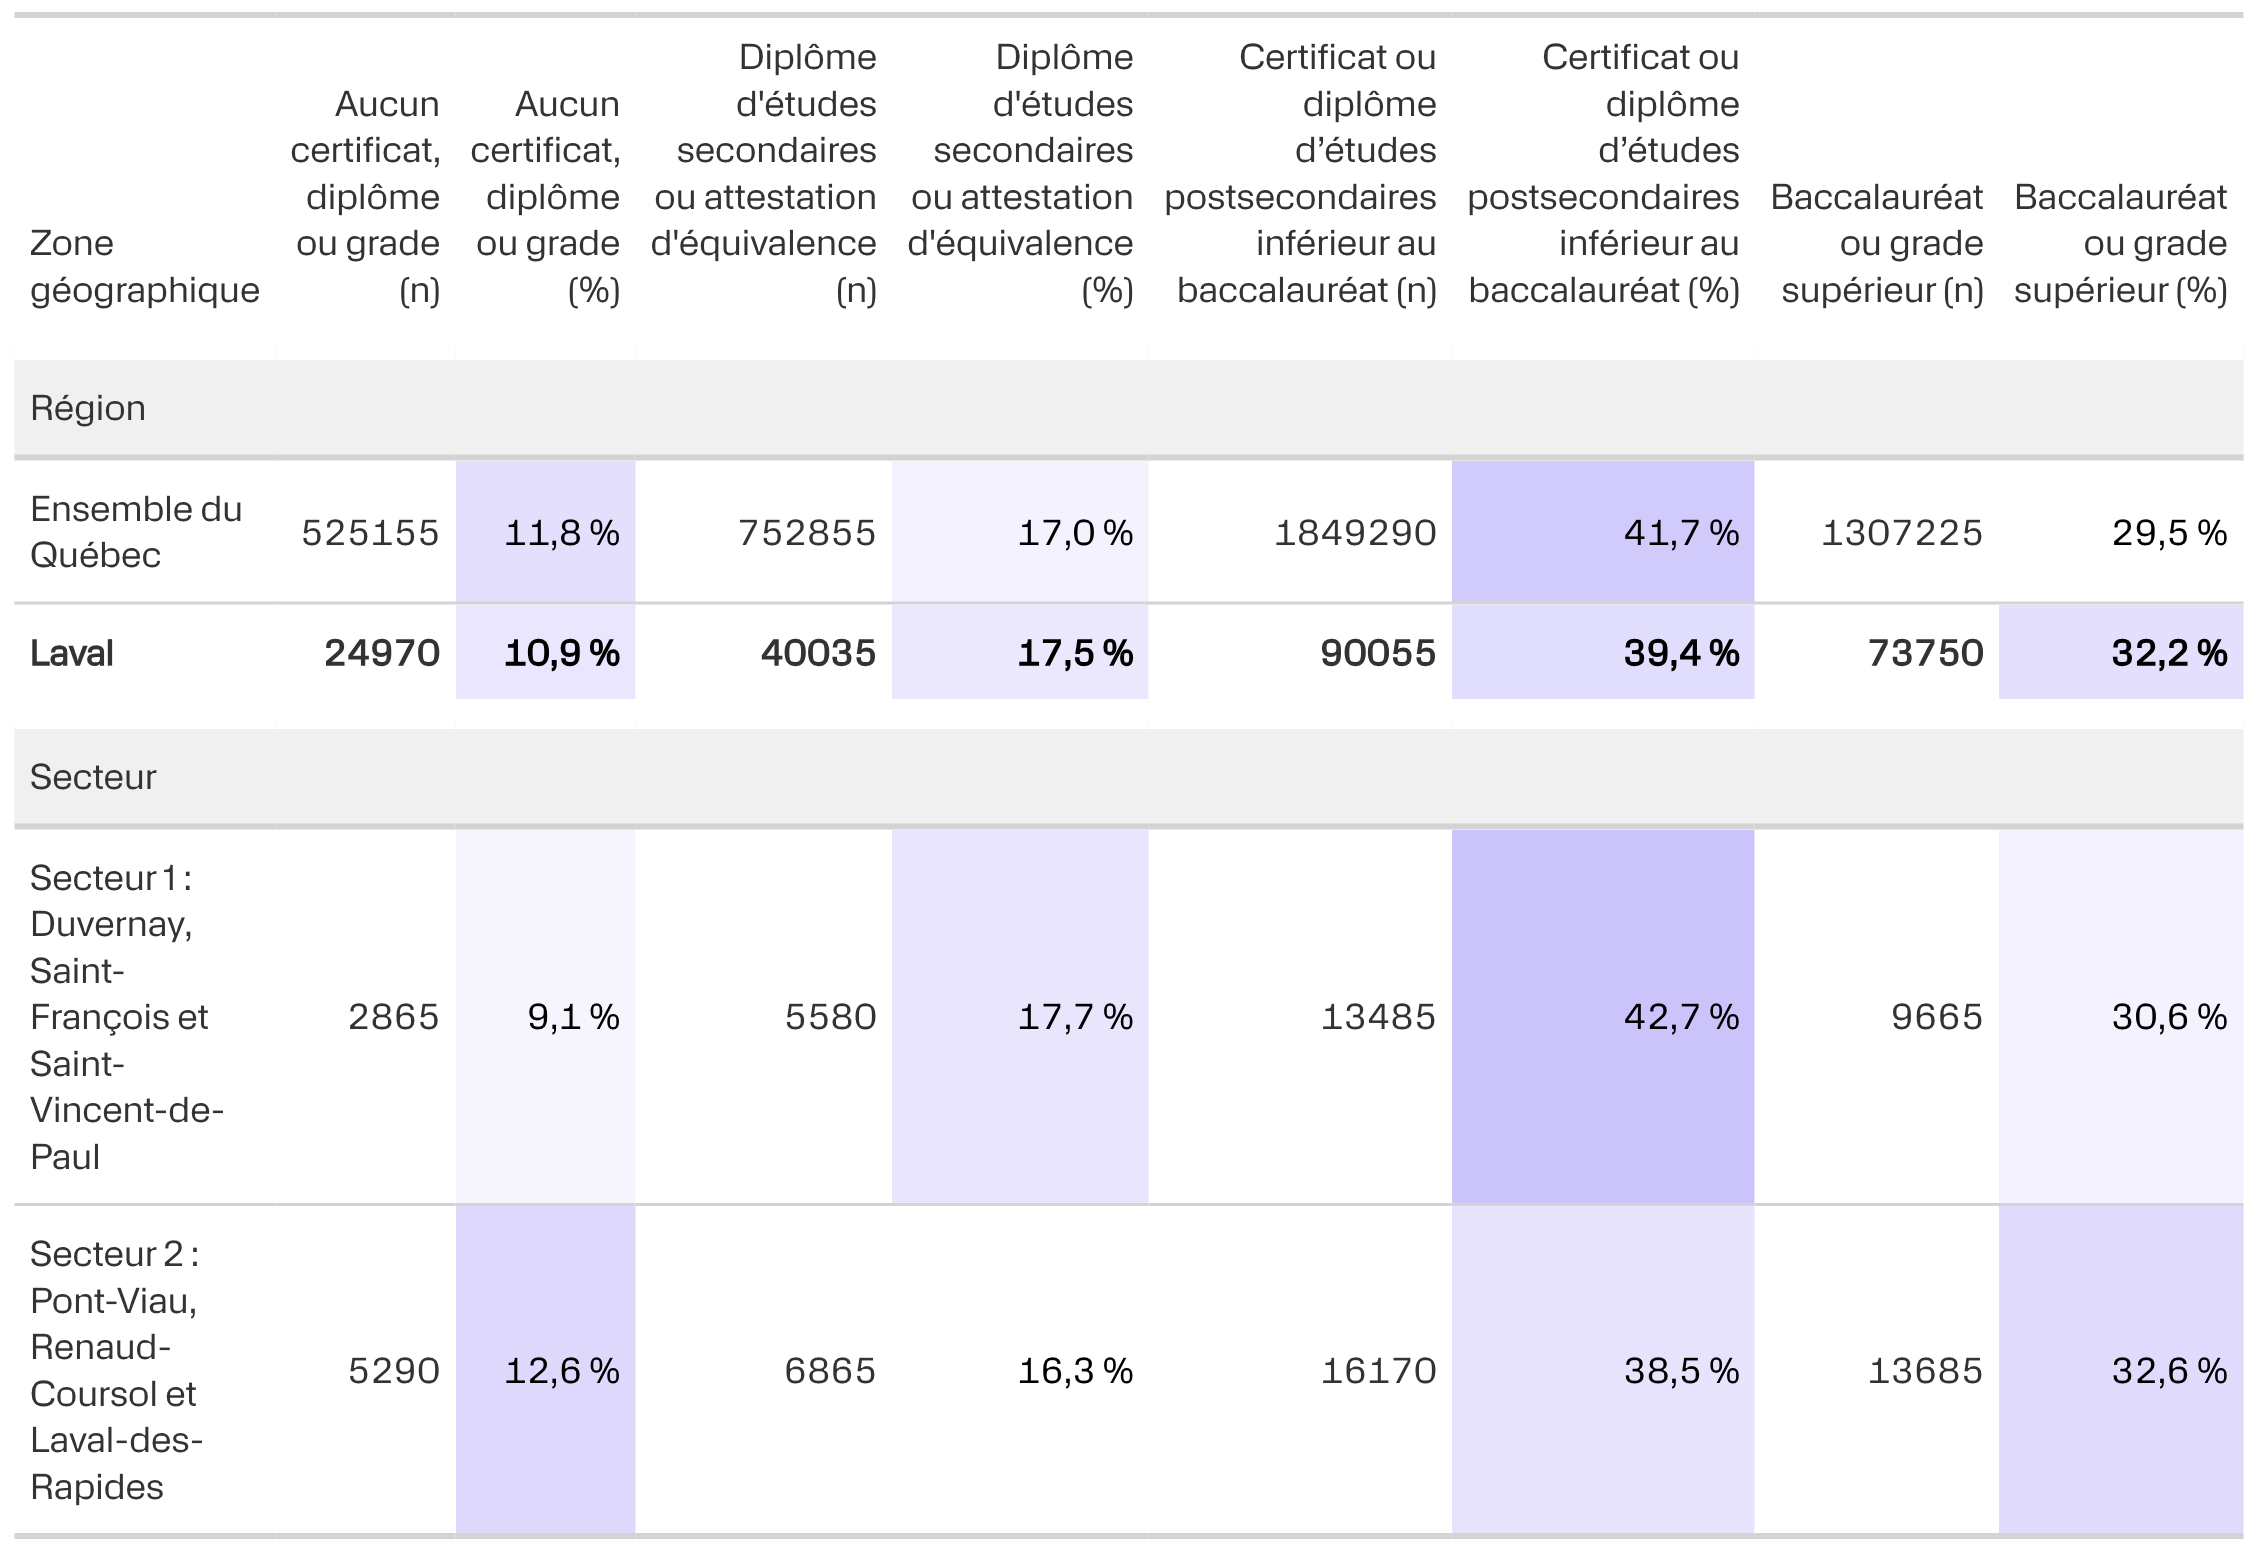 Zone géographique
Aucun certificat, diplôme ou grade (n)
Aucun certificat, diplôme ou grade (%)
Diplôme d'études secondaires ou attestation d'équivalence (n)
Diplôme d'études secondaires ou attestation d'équivalence (%)
Certificat ou diplôme d’études postsecondaires inférieur au baccalauréat (n)
Certificat ou diplôme d’études postsecondaires inférieur au baccalauréat (%)
Baccalauréat ou grade supérieur (n)
Baccalauréat ou grade supérieur (%)
Région
Ensemble du Québec 525155 11,8 % 752855 17,0 % 1849290 41,7 % 1307225 29,5 %
Laval 24970 10,9 % 40035 17,5 % 90055 39,4 % 73750 32,2 %
Secteur
Secteur 1 : Duvernay, Saint-François et Saint-Vincent-de-Paul 2865 9,1 % 5580 17,7 % 13485 42,7 % 9665 30,6 %
Secteur 2 : Pont-Viau, Renaud-Coursol et Laval-des-Rapides 5290 12,6 % 6865 16,3 % 16170 38,5 % 13685 32,6 %